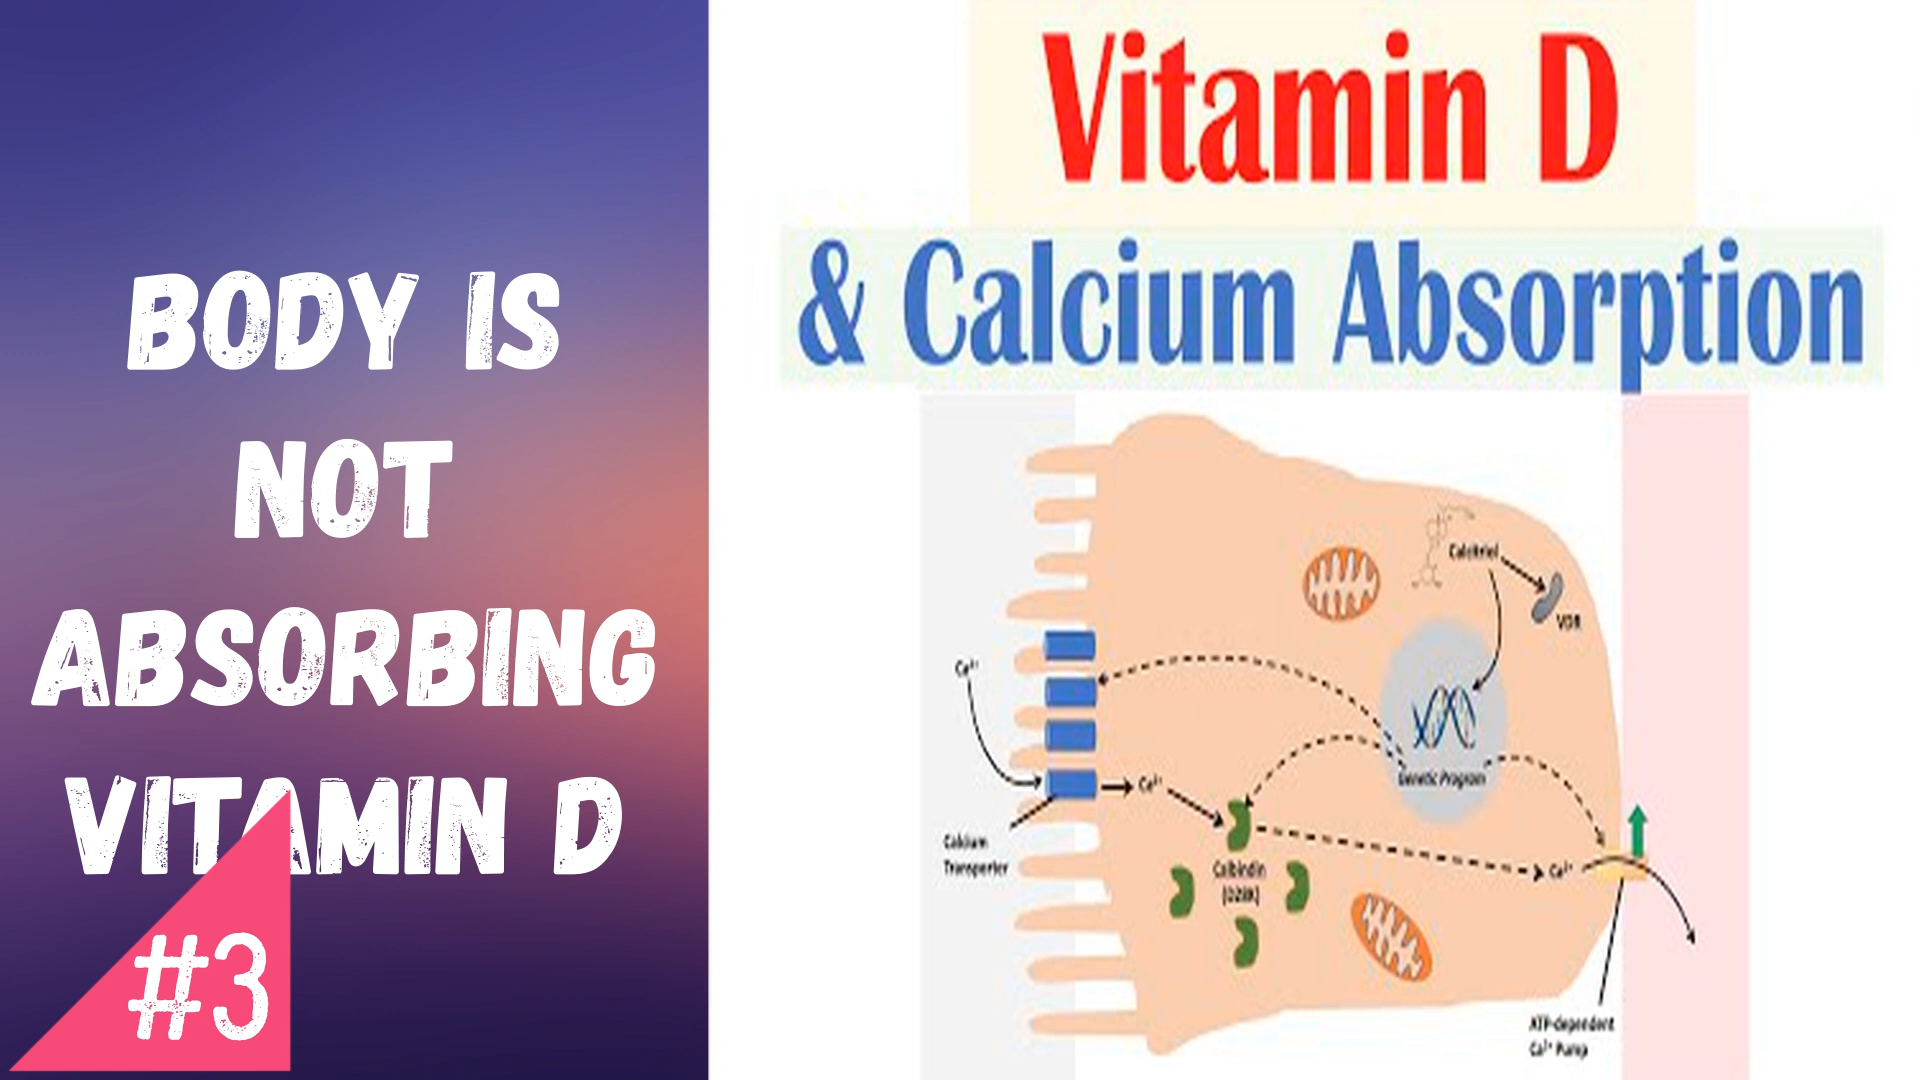 BODY IS
NOT
ABSORBING
VITAMIN D
#3
Vitamin D
& Calcium Absorption
Calcitriol
VDR
Ca²⁺
Genetic Program
Ca²⁺
Calcium
Transporter
Calbindin
Ca²⁺
ATP-dependent
Ca²⁺ Pump